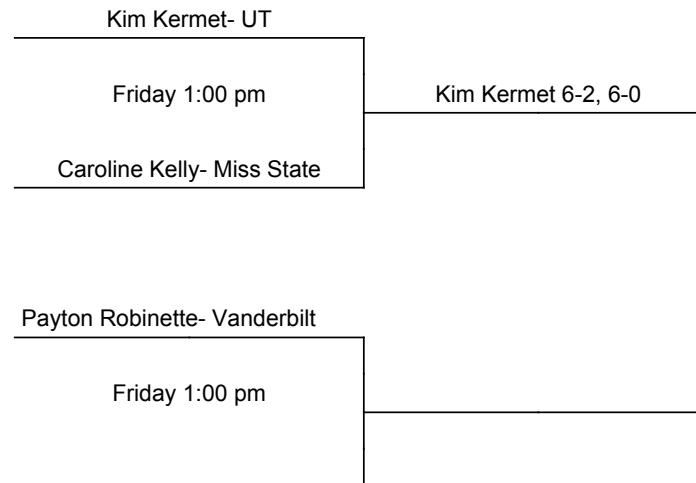 Kim Kermet- UT
Friday 1:00 pm
Kim Kermet 6-2, 6-0
Caroline Kelly- Miss State
Payton Robinette- Vanderbilt
Friday 1:00 pm